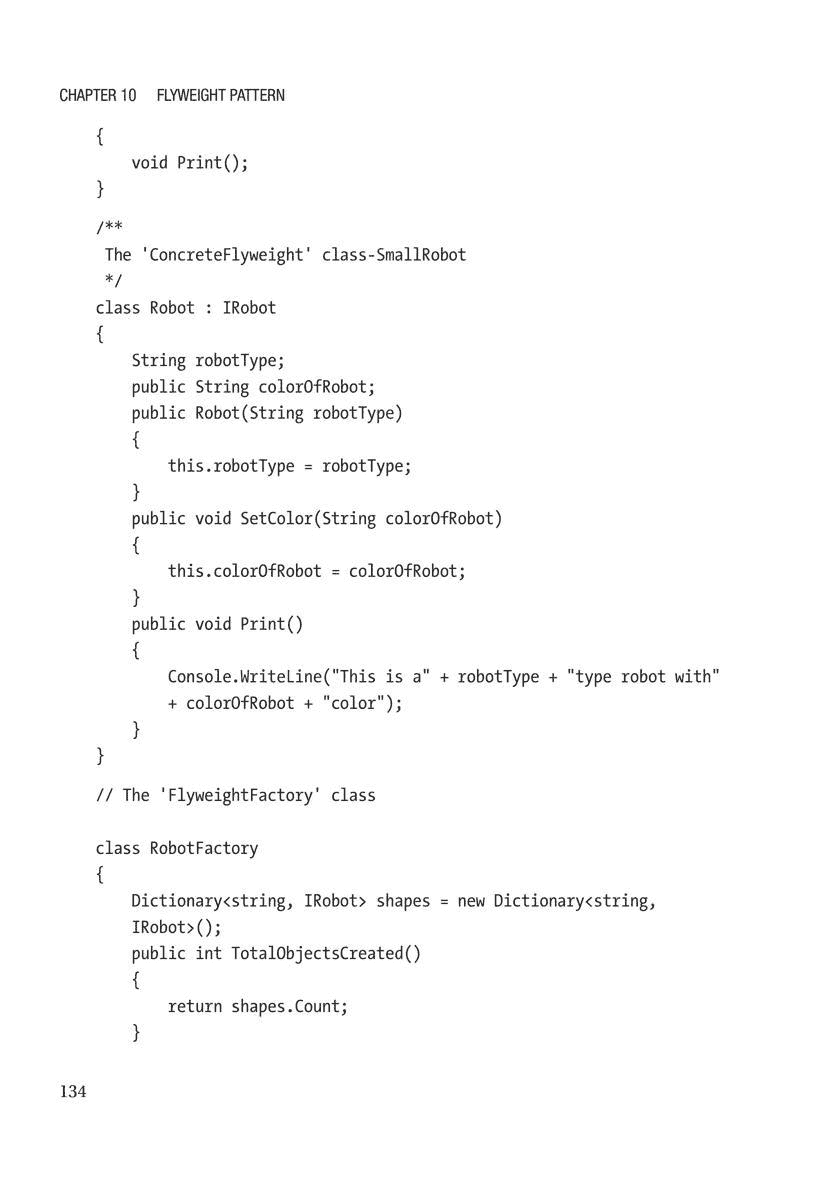 CHAPTER 10 FLYWEIGHT PATTERN
{
void Print();
}
/**
The 'ConcreteFlyweight' class-SmallRobot
*/
class Robot : IRobot
{
String robotType;
public String colorOfRobot;
public Robot(String robotType)
{
this.robotType = robotType;
}
public void SetColor(String colorOfRobot)
{
this.colorOfRobot = colorOfRobot;
}
public void Print()
{
Console.WriteLine("This is a" + robotType + "type robot with"
+ colorOfRobot + "color");
}
}
// The 'FlyweightFactory' class
class RobotFactory
{
Dictionary<string, IRobot> shapes = new Dictionary<string,
IRobot>();
public int TotalObjectsCreated()
{
return shapes.Count;
}
134